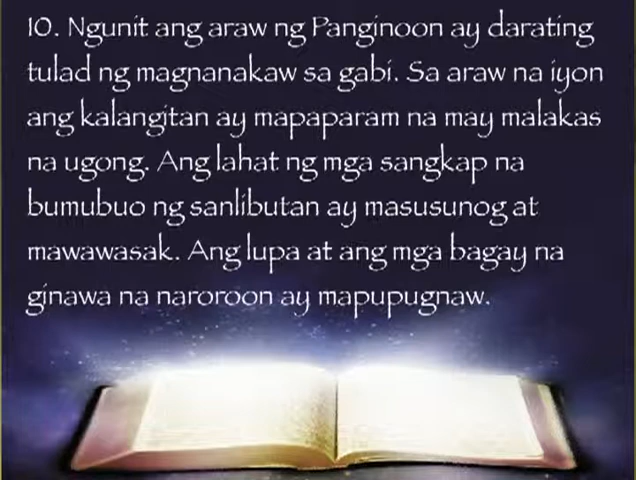 10. Ngunit ang araw ng Panginoon ay darating
tulad ng magnanakaw sa gabi. Sa araw na iyon
ang kalangitan ay mapaparam na may malakas
na ugong. Ang lahat ng mga sangkap na
bumubuo ng sanlibutan ay masusunog at
mawawasak. Ang lupa at ang mga bagay na
ginawa na naroroon ay mapupugnaw.